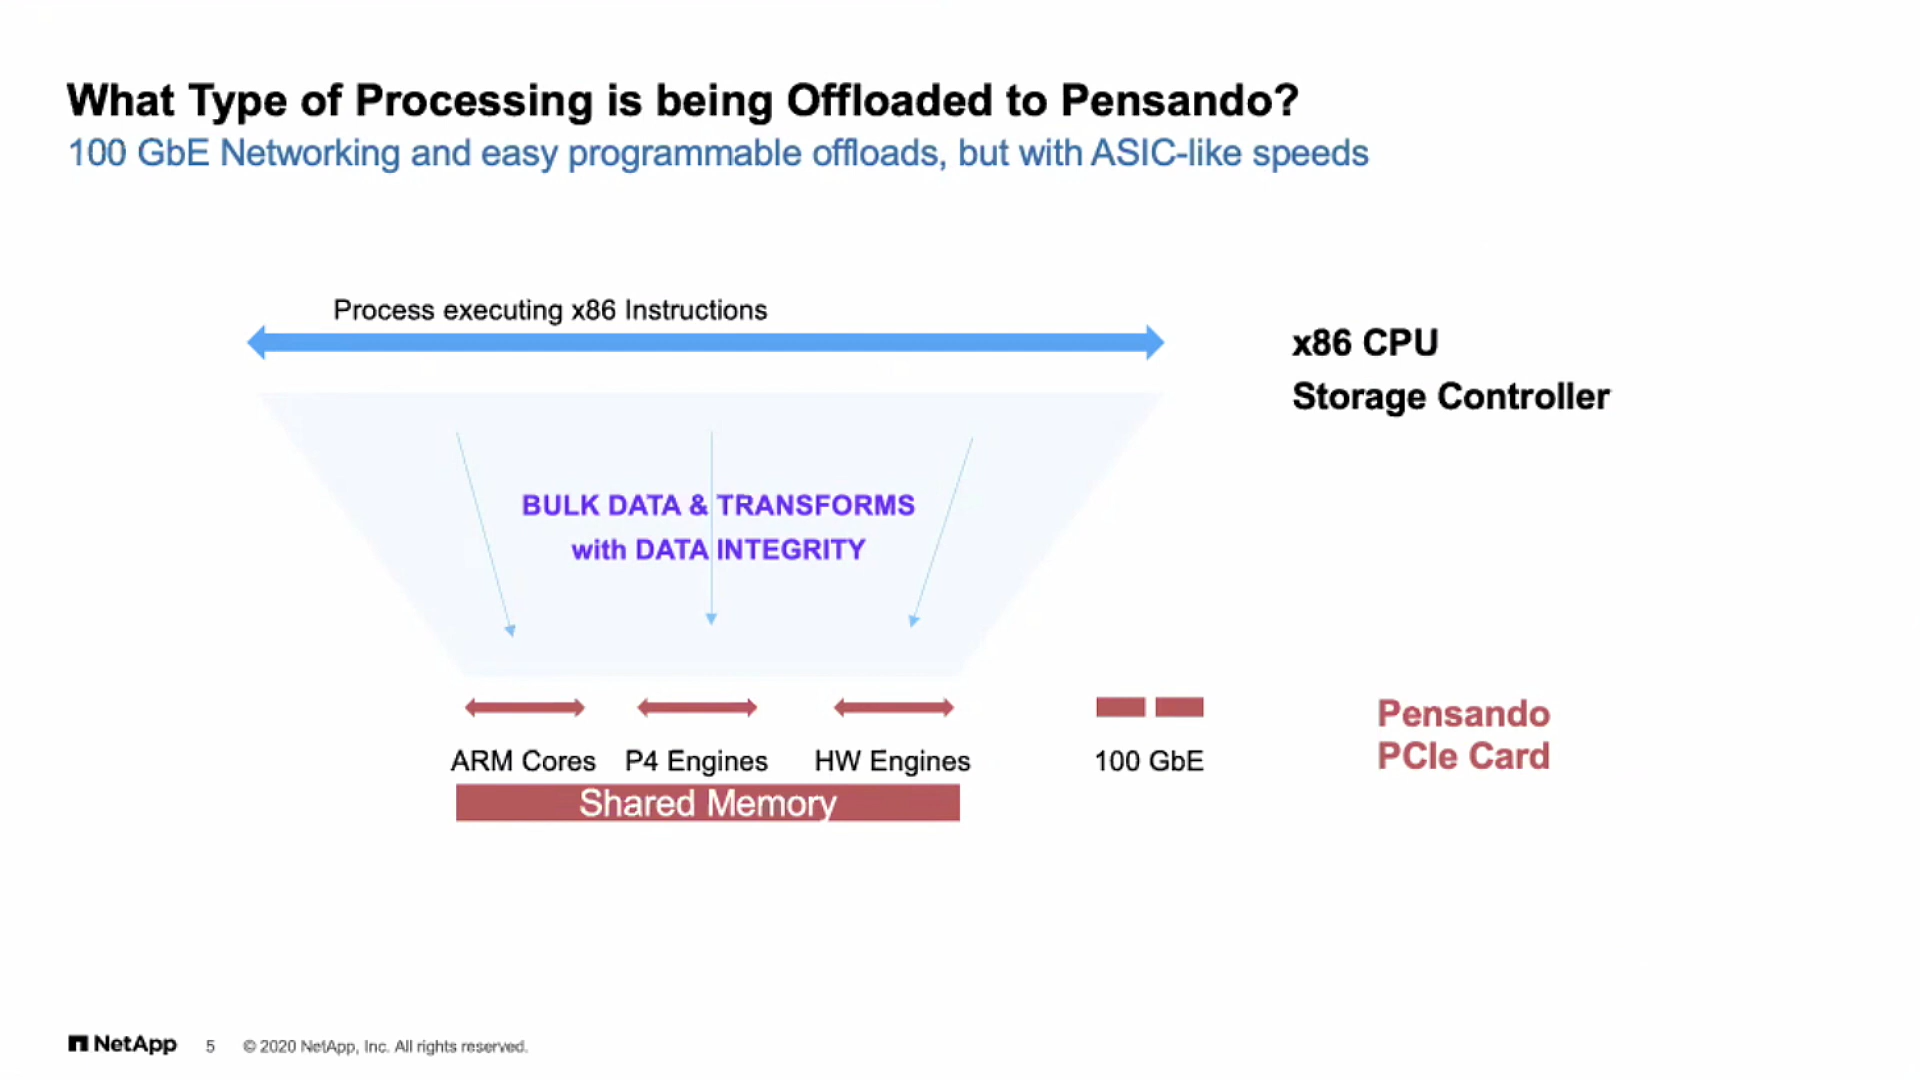 What Type of Processing is being Offloaded to Pensando?
100 GbE Networking and easy programmable offloads, but with ASIC-like speeds
Process executing x86 Instructions
x86 CPU
Storage Controller
BULK DATA & TRANSFORMS
with DATA INTEGRITY
ARM Cores P4 Engines HW Engines 100 GbE
Shared Memory
Pensando
PCIe Card
NetApp 5 © 2020 NetApp, Inc. All rights reserved.